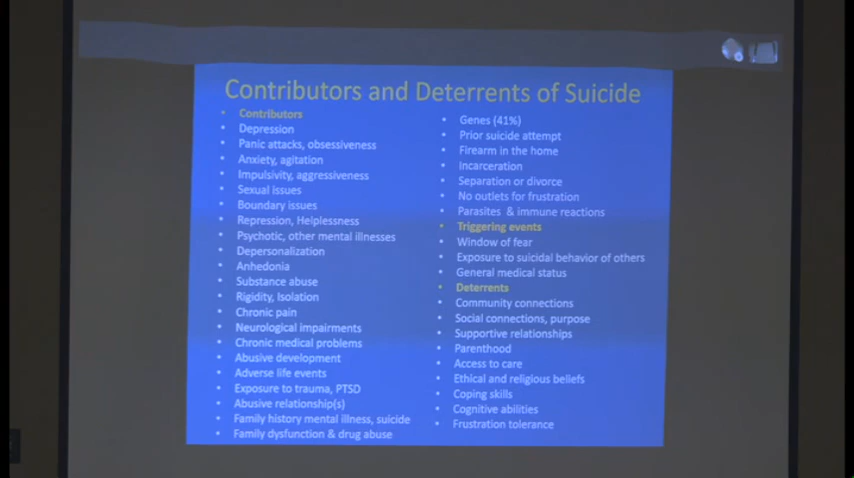 Contributors and Deterrents of Suicide
• Contributors
• Depression
• Panic attacks, obsessiveness
• Anxiety, agitation
• Impulsivity, aggressiveness
• Sexual issues
• Boundary issues
• Repression, Helplessness
• Psychotic, other mental illnesses
• Depersonalization
• Anhedonia
• Substance abuse
• Rigidity, Isolation
• Chronic pain
• Neurological impairments
• Chronic medical problems
• Abusive development
• Adverse life events
• Exposure to trauma, PTSD
• Abusive relationship(s)
• Family history mental illness, suicide
• Family dysfunction & drug abuse
• Genes (41%)
• Prior suicide attempt
• Firearm in the home
• Incarceration
• Separation or divorce
• No outlets for frustration
• Parasites & immune reactions
• Triggering events
• Window of fear
• Exposure to suicidal behavior of others
• General medical status
• Deterrents
• Community connections
• Social connections, purpose
• Supportive relationships
• Parenthood
• Access to care
• Ethical and religious beliefs
• Coping skills
• Cognitive abilities
• Frustration tolerance